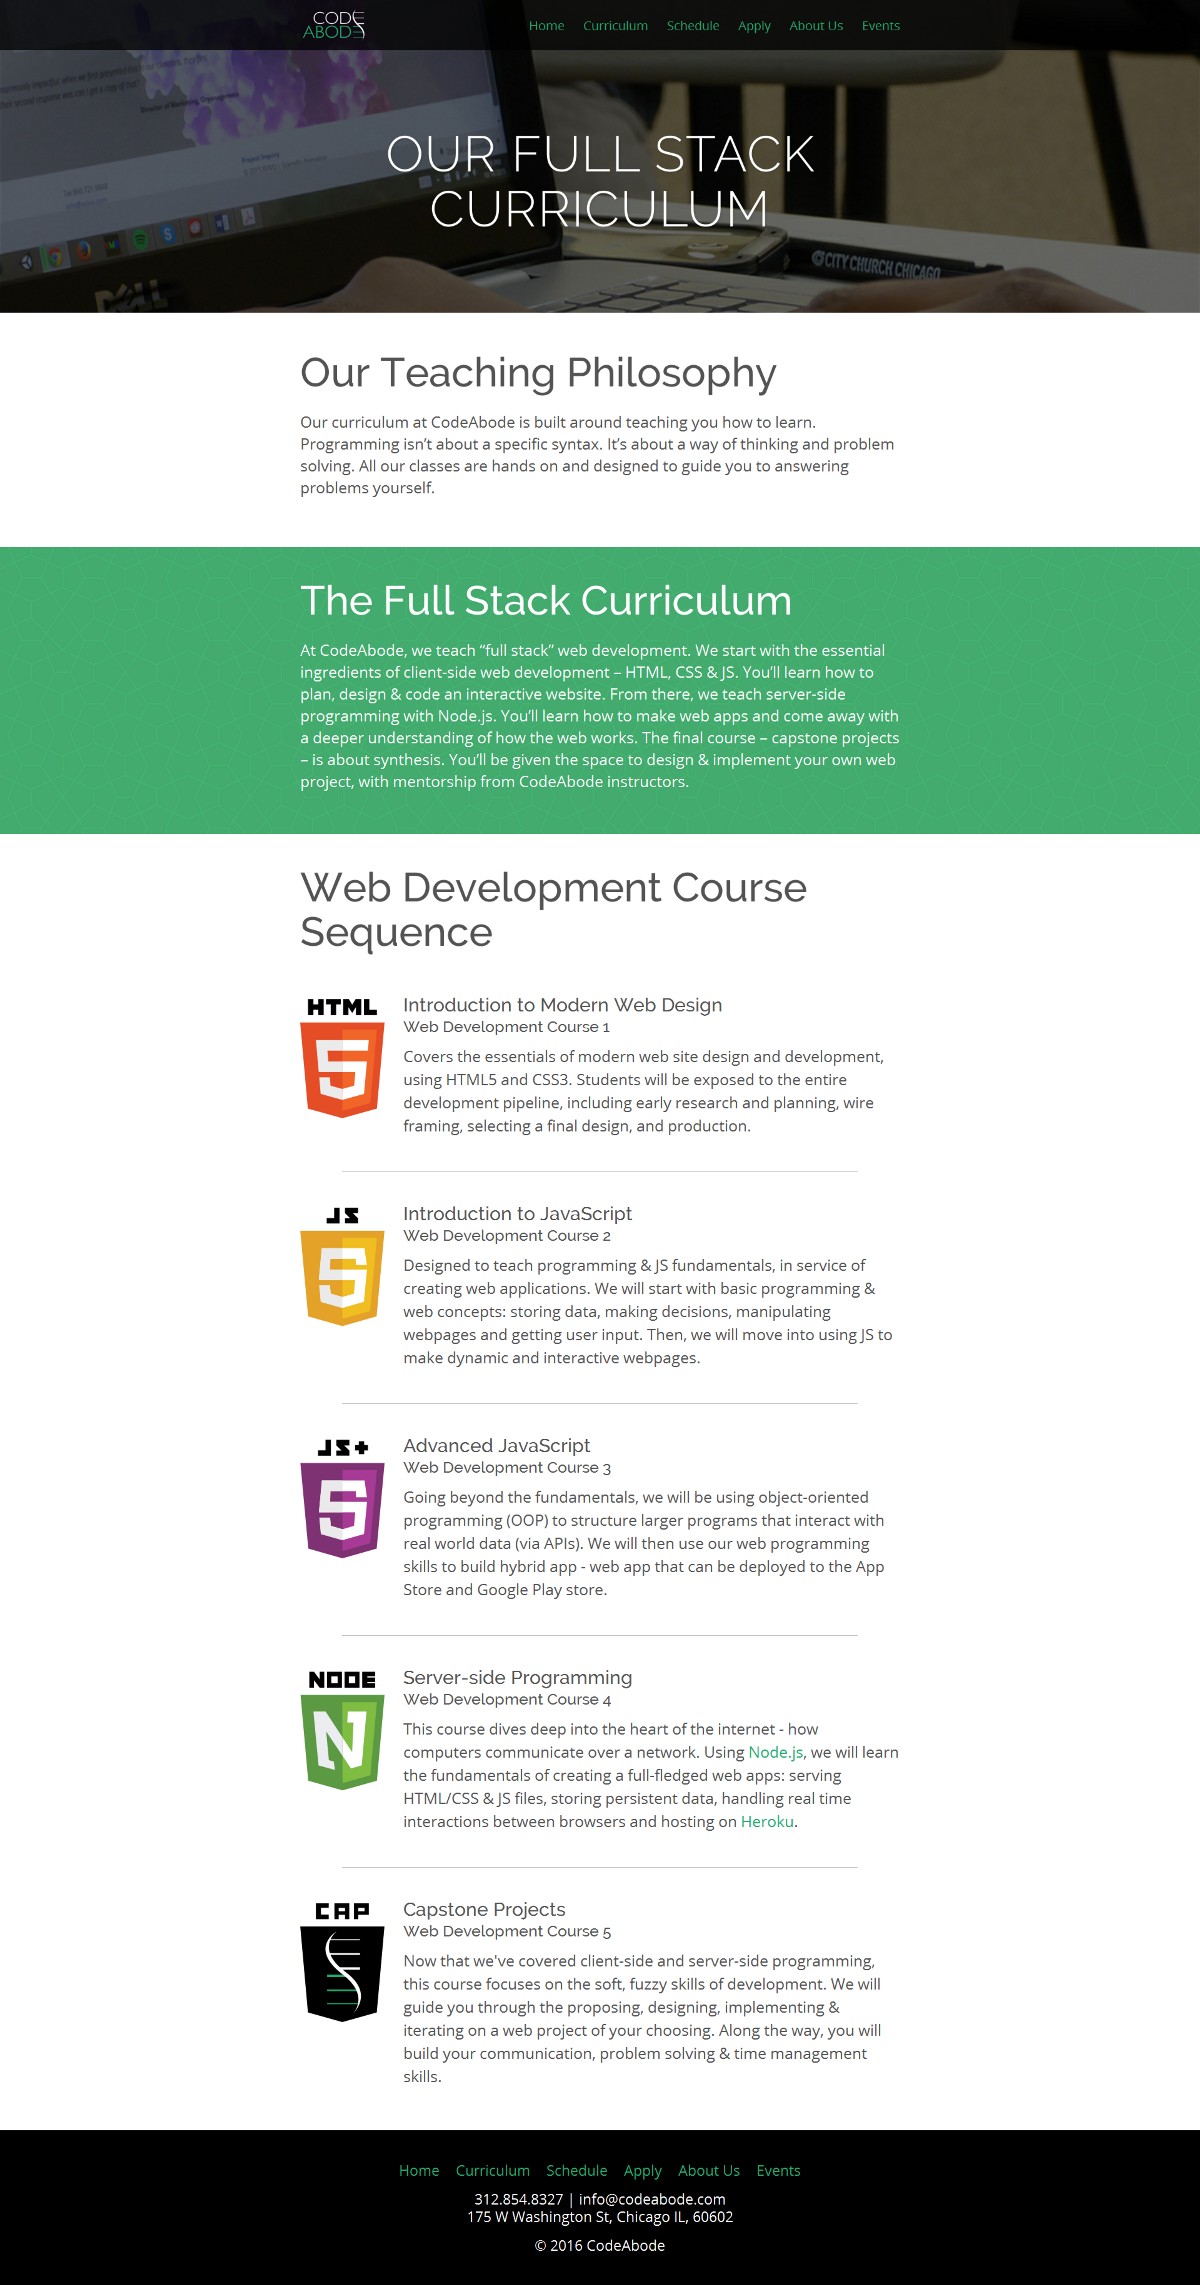 CODE
ABODE
Home Curriculum Schedule Apply About Us Events
their second response was can I get a copy of that"
OUR FULL STACK
CURRICULUM
@CITY CHURCH CHICAGO
DELL
Our Teaching Philosophy
Our curriculum at CodeAbode is built around teaching you how to learn.
Programming isn’t about a specific syntax. It’s about a way of thinking and problem
solving. All our classes are hands on and designed to guide you to answering
problems yourself.
The Full Stack Curriculum
At CodeAbode, we teach “full stack” web development. We start with the essential
ingredients of client-side web development – HTML, CSS & JS. You’ll learn how to
plan, design & code an interactive website. From there, we teach server-side
programming with Node.js. You’ll learn how to make web apps and come away with
a deeper understanding of how the web works. The final course – capstone projects
– is about synthesis. You’ll be given the space to design & implement your own web
project, with mentorship from CodeAbode instructors.
Web Development Course
Sequence
HTML
5
Introduction to Modern Web Design
Web Development Course 1
Covers the essentials of modern web site design and development,
using HTML5 and CSS3. Students will be exposed to the entire
development pipeline, including early research and planning, wire
framing, selecting a final design, and production.
JS
5
Introduction to JavaScript
Web Development Course 2
Designed to teach programming & JS fundamentals, in service of
creating web applications. We will start with basic programming &
web concepts: storing data, making decisions, manipulating
webpages and getting user input. Then, we will move into using JS to
make dynamic and interactive webpages.
JS+
5
Advanced JavaScript
Web Development Course 3
Going beyond the fundamentals, we will be using object-oriented
programming (OOP) to structure larger programs that interact with
real world data (via APIs). We will then use our web programming
skills to build hybrid app - web app that can be deployed to the App
Store and Google Play store.
NODE
N
Server-side Programming
Web Development Course 4
This course dives deep into the heart of the internet - how
computers communicate over a network. Using Node.js, we will learn
the fundamentals of creating a full-fledged web apps: serving
HTML/CSS & JS files, storing persistent data, handling real time
interactions between browsers and hosting on Heroku.
CAP
Capstone Projects
Web Development Course 5
Now that we've covered client-side and server-side programming,
this course focuses on the soft, fuzzy skills of development. We will
guide you through the proposing, designing, implementing &
iterating on a web project of your choosing. Along the way, you will
build your communication, problem solving & time management
skills.
Home Curriculum Schedule Apply About Us Events
312.854.8327 | info@codeabode.com
175 W Washington St, Chicago IL, 60602
© 2016 CodeAbode